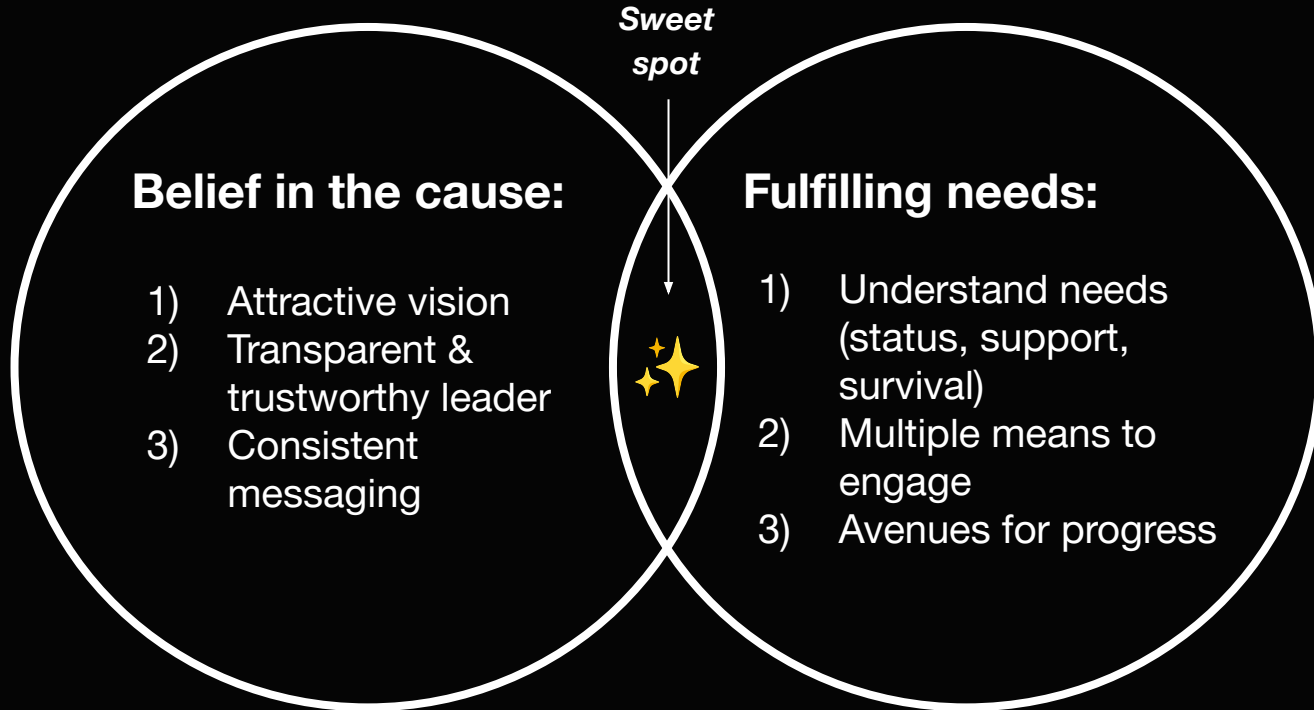 Sweet
spot
Belief in the cause:
1) Attractive vision
2) Transparent &
trustworthy leader
3) Consistent
messaging
Fulfilling needs:
1) Understand needs
(status, support,
survival)
2) Multiple means to
engage
3) Avenues for progress